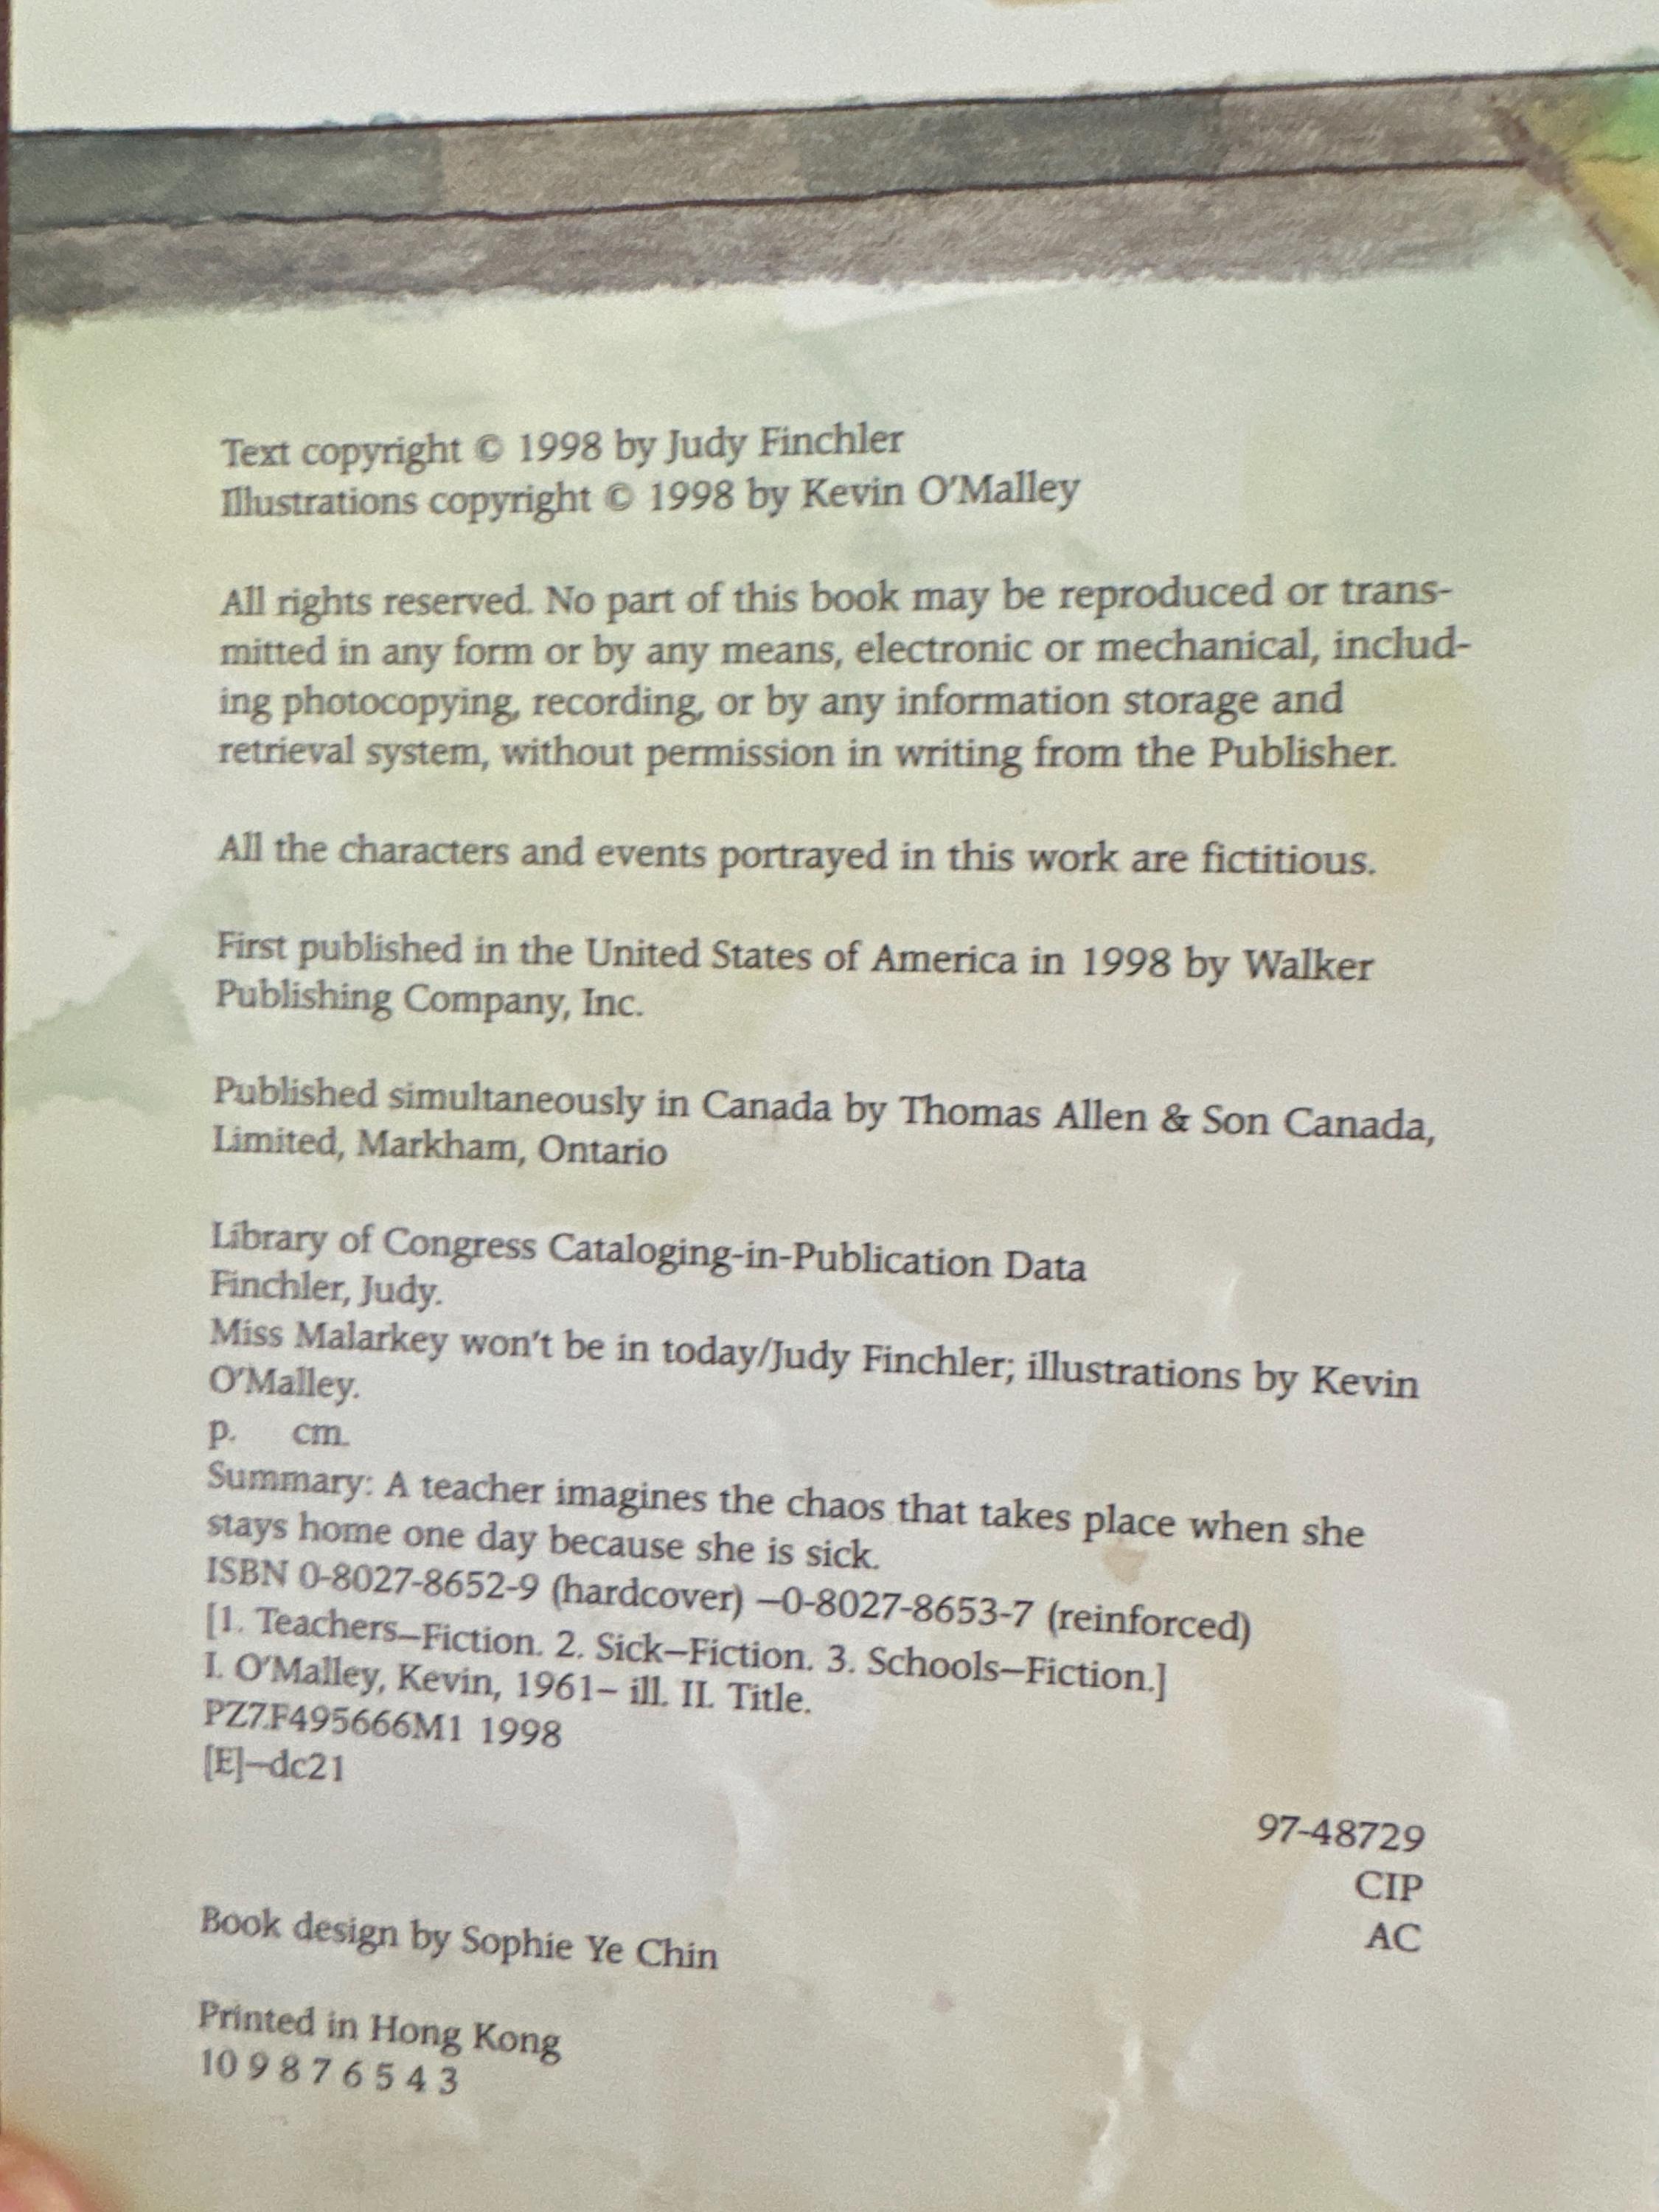 Text copyright © 1998 by Judy Finchler
Illustrations copyright © 1998 by Kevin O'Malley
All rights reserved. No part of this book may be reproduced or trans-
mitted in any form or by any means, electronic or mechanical, includ-
ing photocopying, recording, or by any information storage and
retrieval system, without permission in writing from the Publisher.
All the characters and events portrayed in this work are fictitious.
First published in the United States of America in 1998 by Walker
Publishing Company, Inc.
Published simultaneously in Canada by Thomas Allen & Son Canada,
Limited, Markham, Ontario
Library of Congress Cataloging-in-Publication Data
Finchler, Judy.
Miss Malarkey won't be in today/Judy Finchler; illustrations by Kevin
O'Malley.
p. cm.
Summary: A teacher imagines the chaos that takes place when she
stays home one day because she is sick.
ISBN 0-8027-8652-9 (hardcover) —0-8027-8653-7 (reinforced)
[1. Teachers—Fiction. 2. Sick—Fiction. 3. Schools—Fiction.]
I. O'Malley, Kevin, 1961– ill. II. Title.
PZ7.F495666M1 1998
[E]—dc21
97-48729
CIP
AC
Book design by Sophie Ye Chin
Printed in Hong Kong
10 9 8 7 6 5 4 3